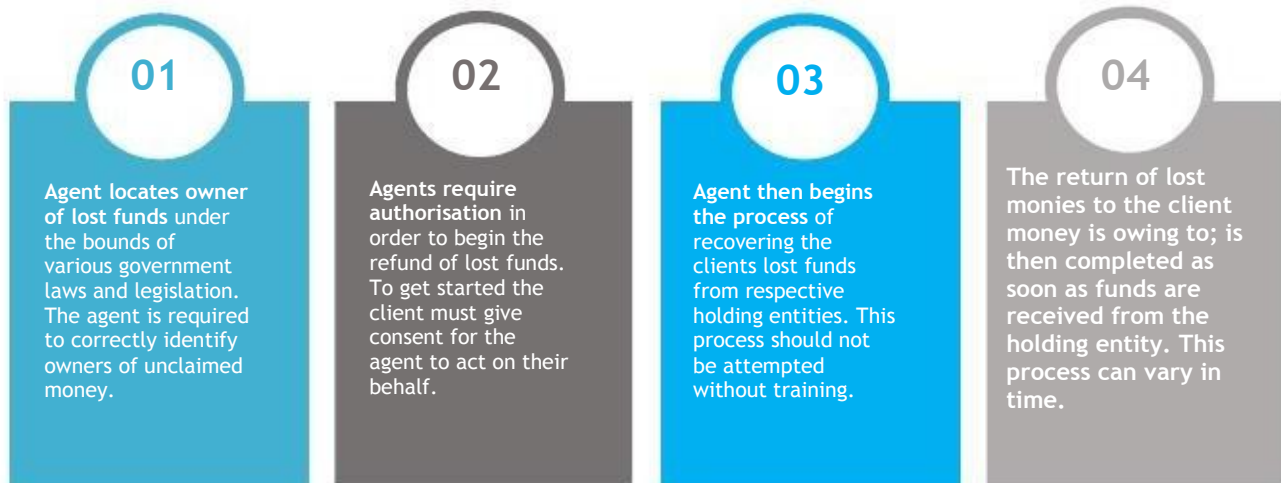 01
Agent locates owner
of lost funds under
the bounds of
various government
laws and legislation.
The agent is required
to correctly identify
owners of unclaimed
money.
02
Agents require
authorisation in
order to begin the
refund of lost funds.
To get started the
client must give
consent for the
agent to act on their
behalf.
03
Agent then begins
the process of
recovering the
clients lost funds
from respective
holding entities. This
process should not
be attempted
without training.
04
The return of lost
monies to the client
money is owing to; is
then completed as
soon as funds are
received from the
holding entity. This
process can vary in
time.